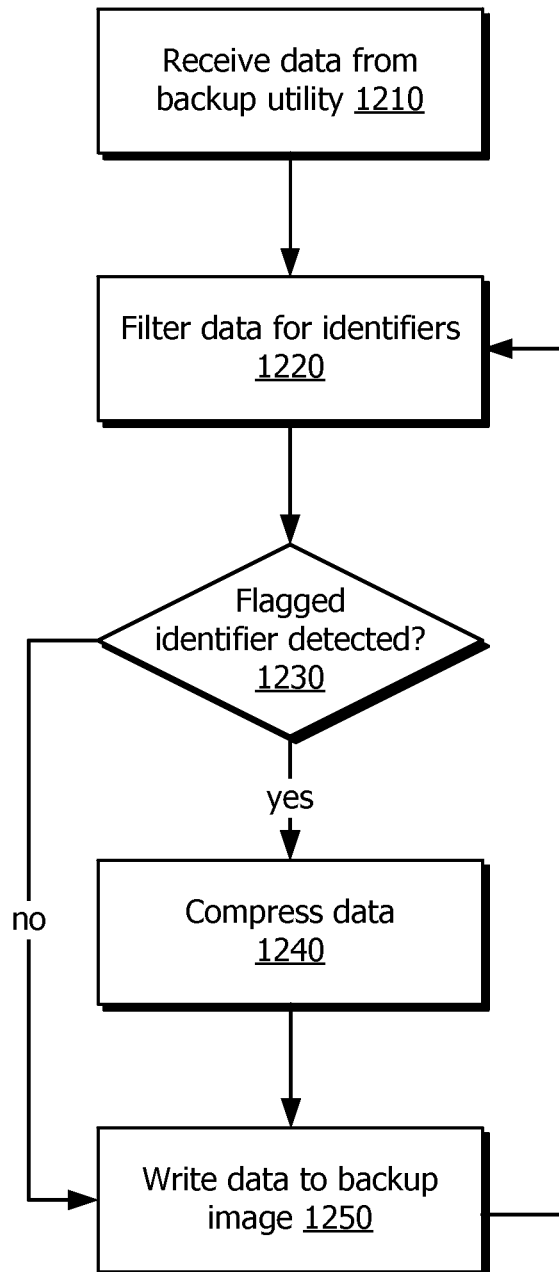 Receive data from
backup utility 1210
Filter data for identifiers
1220
Flagged
identifier detected?
1230
yes
no
Compress data
1240
Write data to backup
image 1250